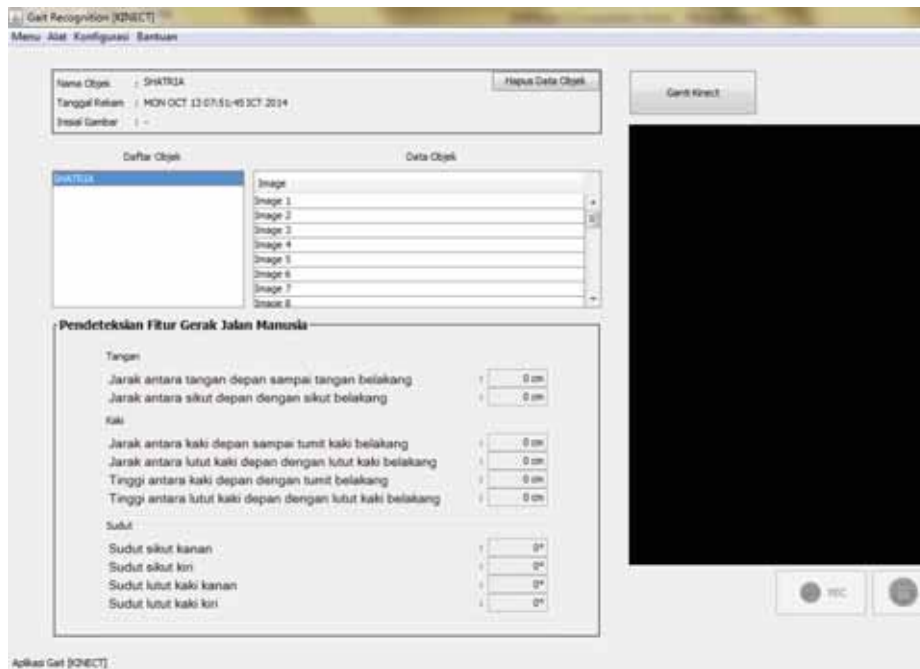 Gait Recognition [KINECT]
Menu Alat Konfigurasi Bantuan
Nama Objek : SHATRIA
Hapus Data Objek
Tanggal Rekam : MON OCT 13 07:51:45 ICT 2014
Inisial Gambar : -
Ganti Kinect
Daftar Objek
Data Objek
SHATRIA
Image
Image 1
Image 2
Image 3
Image 4
Image 5
Image 6
Image 7
Image 8
Pendeteksian Fitur Gerak Jalan Manusia
Tangan
Jarak antara tangan depan sampai tangan belakang : 0 cm
Jarak antara sikut depan dengan sikut belakang : 0 cm
Kaki
Jarak antara kaki depan sampai tumit kaki belakang : 0 cm
Jarak antara lutut kaki depan dengan lutut kaki belakang : 0 cm
Tinggi antara kaki depan dengan tumit belakang : 0 cm
Tinggi antara lutut kaki depan dengan lutut kaki belakang : 0 cm
Sudut
Sudut sikut kanan : 0°
Sudut sikut kiri : 0°
Sudut lutut kaki kanan : 0°
Sudut lutut kaki kiri : 0°
REC
Aplikasi Gait [KINECT]